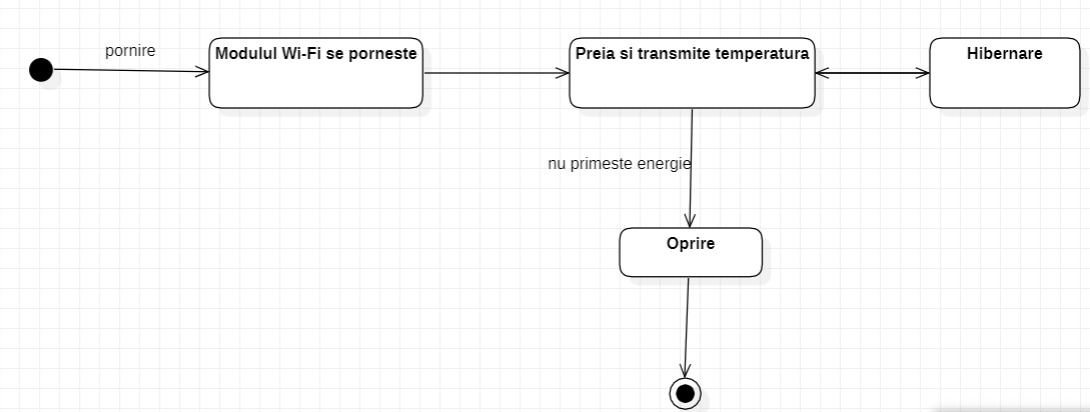 pornire
Modulul Wi-Fi se porneste
Preia si transmite temperatura
Hibernare
nu primeste energie
Oprire